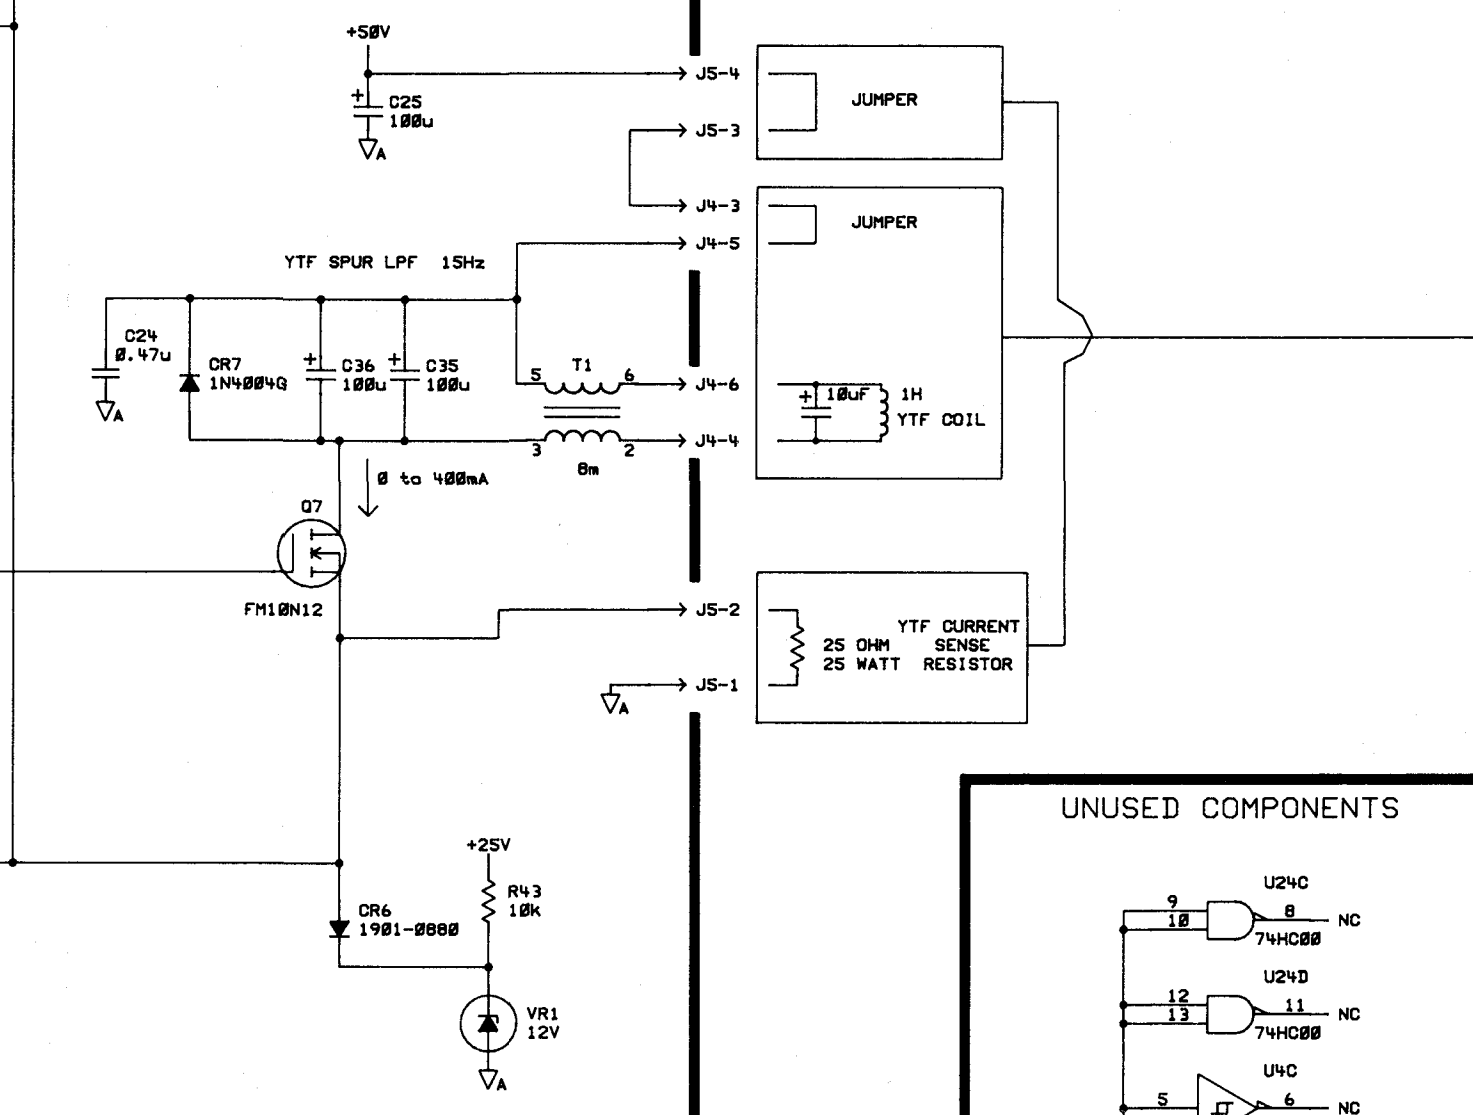 +50V
J5-4
+ C25
100u
A
JUMPER
J5-3
J4-3
JUMPER
J4-5
YTF SPUR LPF 15Hz
C24
0.47u
A
CR7
1N4004G
+ C36
100u
+ C35
100u
T1
5
6
J4-6
+ 10uF
1H
YTF COIL
3
2
J4-4
8m
0 to 400mA
Q7
FM10N12
J5-2
YTF CURRENT
25 OHM SENSE
25 WATT RESISTOR
J5-1
A
UNUSED COMPONENTS
+25V
R43
10k
CR6
1901-0880
VR1
12V
A
U24C
9
10
8
NC
74HC00
U24D
12
13
11
NC
74HC00
U4C
5
6
NC